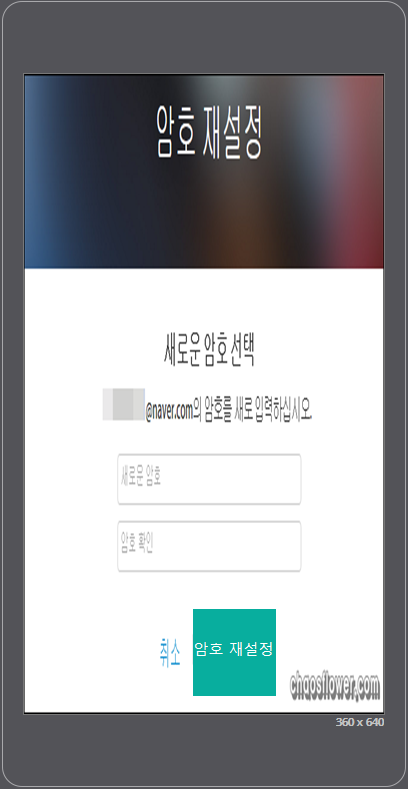 암호 재설정
새로운 암호 선택
@naver.com의 암호를 새로 입력하십시오.
새로운 암호
암호 확인
취소
암호 재설정
chaosflower.com
360 x 640